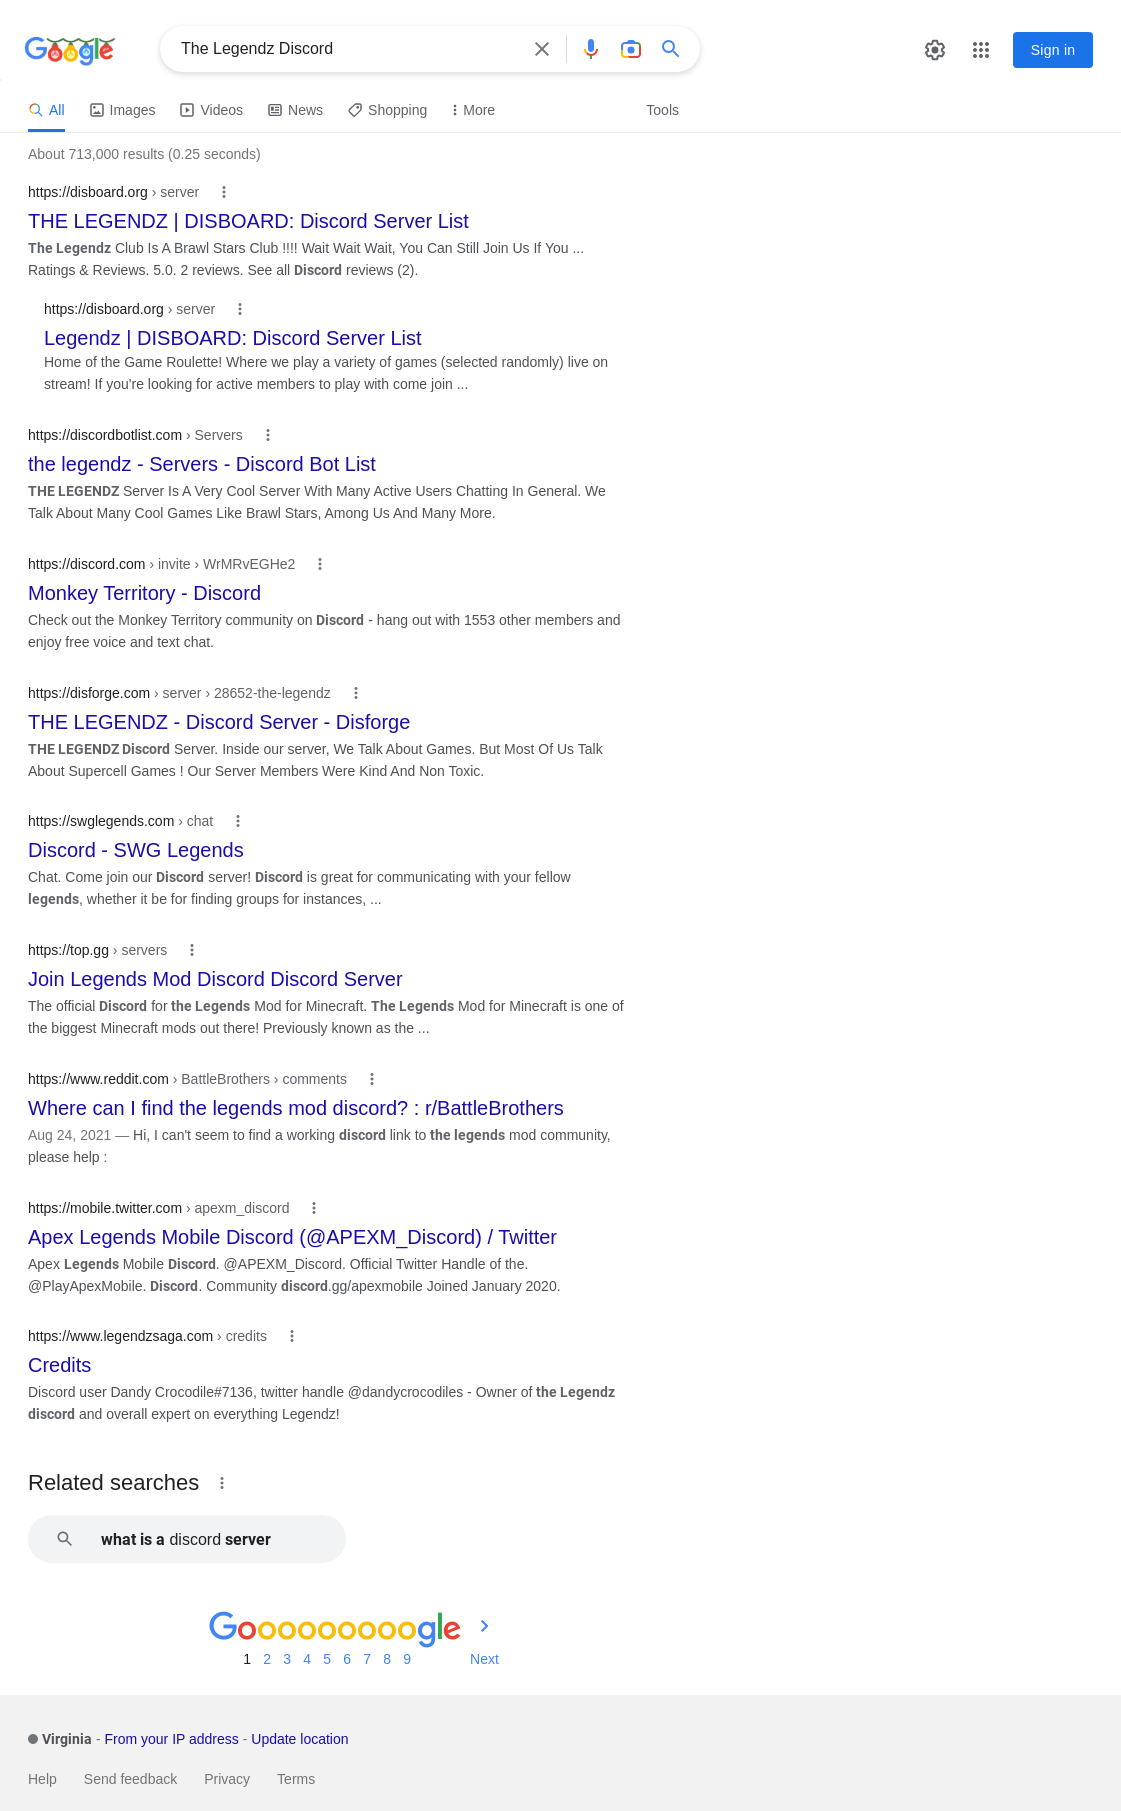 Google
The Legendz Discord
Sign in
All
Images
Videos
News
Shopping
More
Tools
About 713,000 results (0.25 seconds)
https://disboard.org › server
THE LEGENDZ | DISBOARD: Discord Server List
The Legendz Club Is A Brawl Stars Club !!!! Wait Wait Wait, You Can Still Join Us If You ...
Ratings & Reviews. 5.0. 2 reviews. See all Discord reviews (2).
https://disboard.org › server
Legendz | DISBOARD: Discord Server List
Home of the Game Roulette! Where we play a variety of games (selected randomly) live on
stream! If you're looking for active members to play with come join ...
https://discordbotlist.com › Servers
the legendz - Servers - Discord Bot List
THE LEGENDZ Server Is A Very Cool Server With Many Active Users Chatting In General. We
Talk About Many Cool Games Like Brawl Stars, Among Us And Many More.
https://discord.com › invite › WrMRvEGHe2
Monkey Territory - Discord
Check out the Monkey Territory community on Discord - hang out with 1553 other members and
enjoy free voice and text chat.
https://disforge.com › server › 28652-the-legendz
THE LEGENDZ - Discord Server - Disforge
THE LEGENDZ Discord Server. Inside our server, We Talk About Games. But Most Of Us Talk
About Supercell Games ! Our Server Members Were Kind And Non Toxic.
https://swglegends.com › chat
Discord - SWG Legends
Chat. Come join our Discord server! Discord is great for communicating with your fellow
legends, whether it be for finding groups for instances, ...
https://top.gg › servers
Join Legends Mod Discord Discord Server
The official Discord for the Legends Mod for Minecraft. The Legends Mod for Minecraft is one of
the biggest Minecraft mods out there! Previously known as the ...
https://www.reddit.com › BattleBrothers › comments
Where can I find the legends mod discord? : r/BattleBrothers
Aug 24, 2021 — Hi, I can't seem to find a working discord link to the legends mod community,
please help :
https://mobile.twitter.com › apexm_discord
Apex Legends Mobile Discord (@APEXM_Discord) / Twitter
Apex Legends Mobile Discord. @APEXM_Discord. Official Twitter Handle of the.
@PlayApexMobile. Discord. Community discord.gg/apexmobile Joined January 2020.
https://www.legendzsaga.com › credits
Credits
Discord user Dandy Crocodile#7136, twitter handle @dandycrocodiles - Owner of the Legendz
discord and overall expert on everything Legendz!
Related searches
what is a discord server
Goooooooooogle
1 2 3 4 5 6 7 8 9 Next
Virginia - From your IP address - Update location
Help Send feedback Privacy Terms